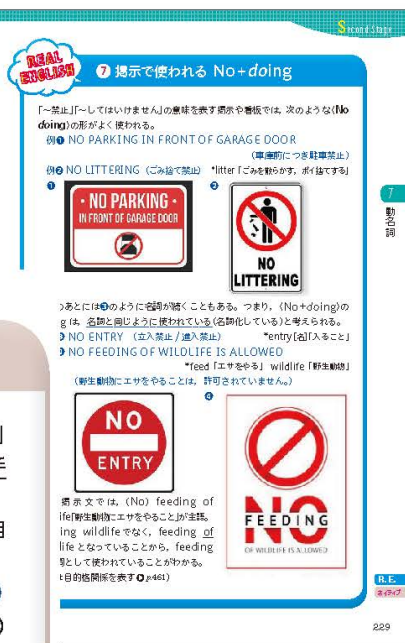 Second Stage
REAL
ENGLISH
❼ 掲示で使われる No+doing
「~禁止」「~してはいけません」の意味を表す掲示や看板では,次のような〈No
doing〉の形がよく使われる。
例❶ NO PARKING IN FRONT OF GARAGE DOOR
(車庫前につき駐車禁止)
例❷ NO LITTERING (ごみ捨て禁止) *litter「ごみを散らかす,ポイ捨てする」
❶
• NO PARKING •
IN FRONT OF GARAGE DOOR
❷
NO
LITTERING
のあとには❸のように名詞が続くこともある。つまり,〈No+doing〉の
g は,名詞と同じように使われている(名詞化している)と考えられる。
NO ENTRY (立入禁止/進入禁止) *entry[名]「入ること」
NO FEEDING OF WILDLIFE IS ALLOWED
*feed「エサをやる」 wildlife「野生動物」
(野生動物にエサをやることは,許可されていません。)
NO
ENTRY
❹
NO
FEEDING
OF WILDLIFE IS ALLOWED
掲示文では,(No) feeding of
life「野生動物にエサをやること」が主語。
ing wildlife でなく, feeding of
life となっていることから, feeding
詞として使われていることがわかる。
目的格関係を表す p.461)
7
動名詞
R.E.
ネイティブ
229